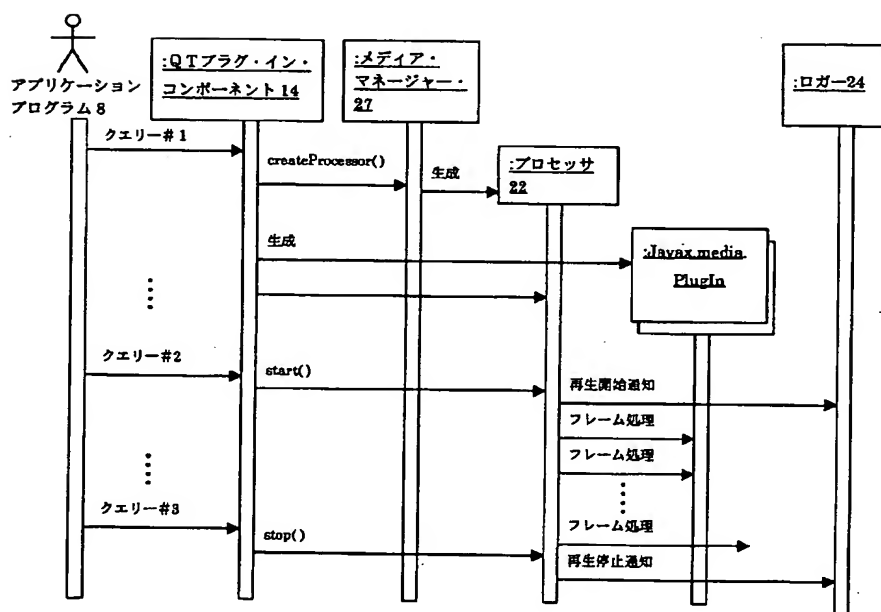 アプリケーション
プログラム8
:QTプラグ・イン・
コンポーネント14
:メディア・
マネージャー・
27
:ロガー24
クエリー#1
createProcessor()
生成
:プロセッサ
22
生成
:Javax.media.
PlugIn
クエリー#2
start()
再生開始通知
フレーム処理
フレーム処理
クエリー#3
stop()
フレーム処理
再生停止通知